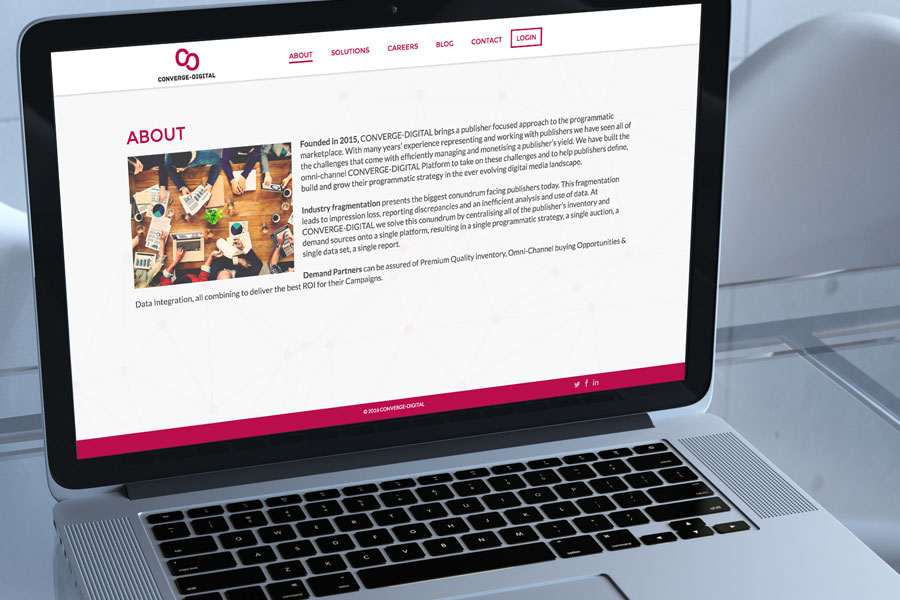 CONVERGE-DIGITAL
ABOUT SOLUTIONS CAREERS BLOG CONTACT LOGIN
ABOUT
Founded in 2015, CONVERGE-DIGITAL brings a publisher focused approach to the programmatic
marketplace. With many years' experience representing and working with publishers we have seen all of
the challenges that come with efficiently managing and monetising a publisher's yield. We have built the
omni-channel CONVERGE-DIGITAL Platform to take on these challenges and to help publishers define,
build and grow their programmatic strategy in the ever evolving digital media landscape.
Industry fragmentation presents the biggest conundrum facing publishers today. This fragmentation
leads to impression loss, reporting discrepancies and an inefficient analysis and use of data. At
CONVERGE-DIGITAL we solve this conundrum by centralising all of the publisher's inventory and
demand sources onto a single platform, resulting in a single programmatic strategy, a single auction, a
single data set, a single report.
Demand Partners can be assured of Premium Quality inventory, Omni-Channel buying Opportunities &
Data Integration, all combining to deliver the best ROI for their Campaigns.
© 2016 CONVERGE-DIGITAL